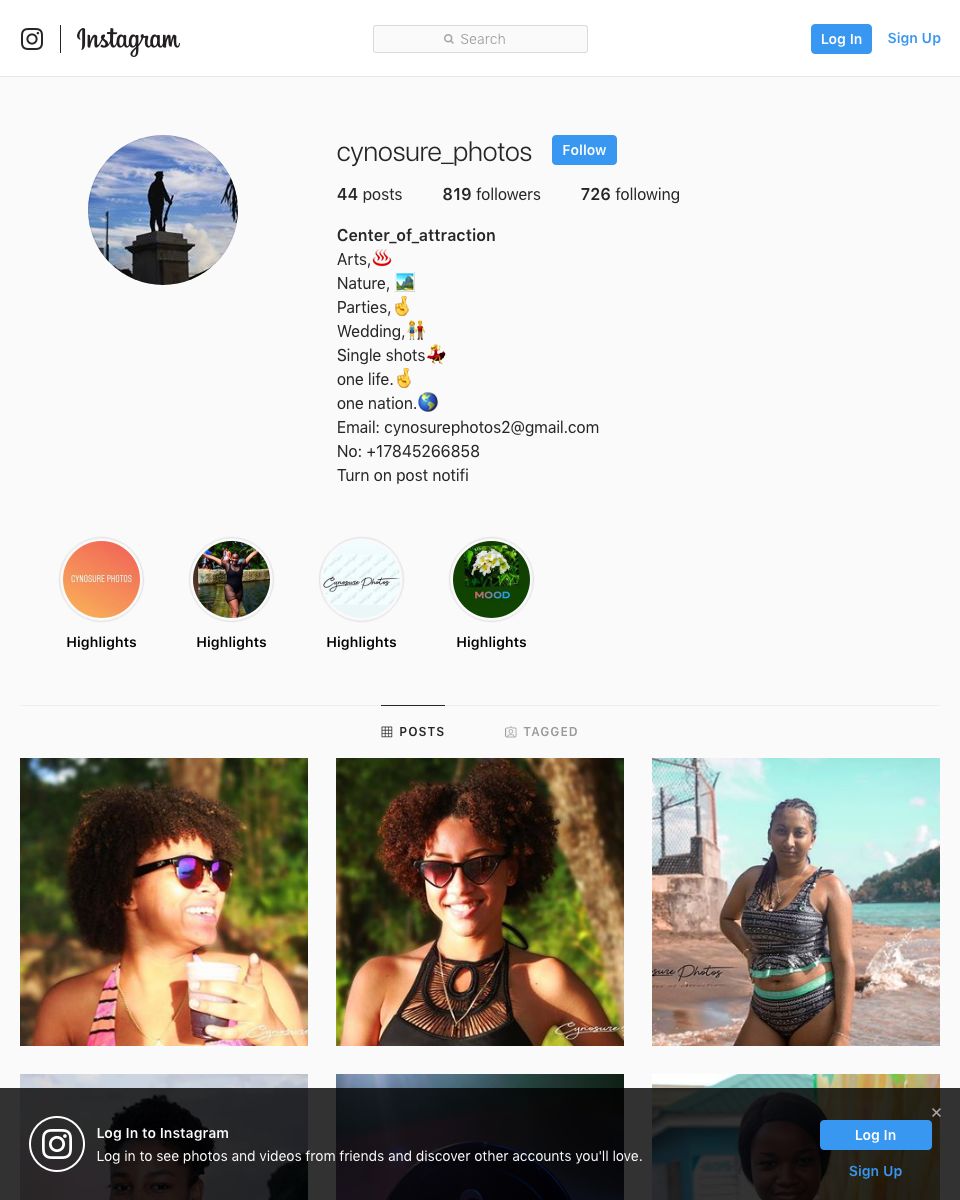 Instagram
Search
Log In
Sign Up
cynosure_photos
Follow
44 posts 819 followers 726 following
Center_of_attraction
Arts,♨️
Nature, 🏞️
Parties,🤞
Wedding,👫
Single shots💃
one life.🤞
one nation.🌎
Email: cynosurephotos2@gmail.com
No: +17845266858
Turn on post notifi
CYNOSURE PHOTOS
Cynosure Photos
MOOD
Highlights
Highlights
Highlights
Highlights
POSTS
TAGGED
sure Photos
Cynosure
Cynosure
Log In to Instagram
Log in to see photos and videos from friends and discover other accounts you'll love.
Log In
Sign Up